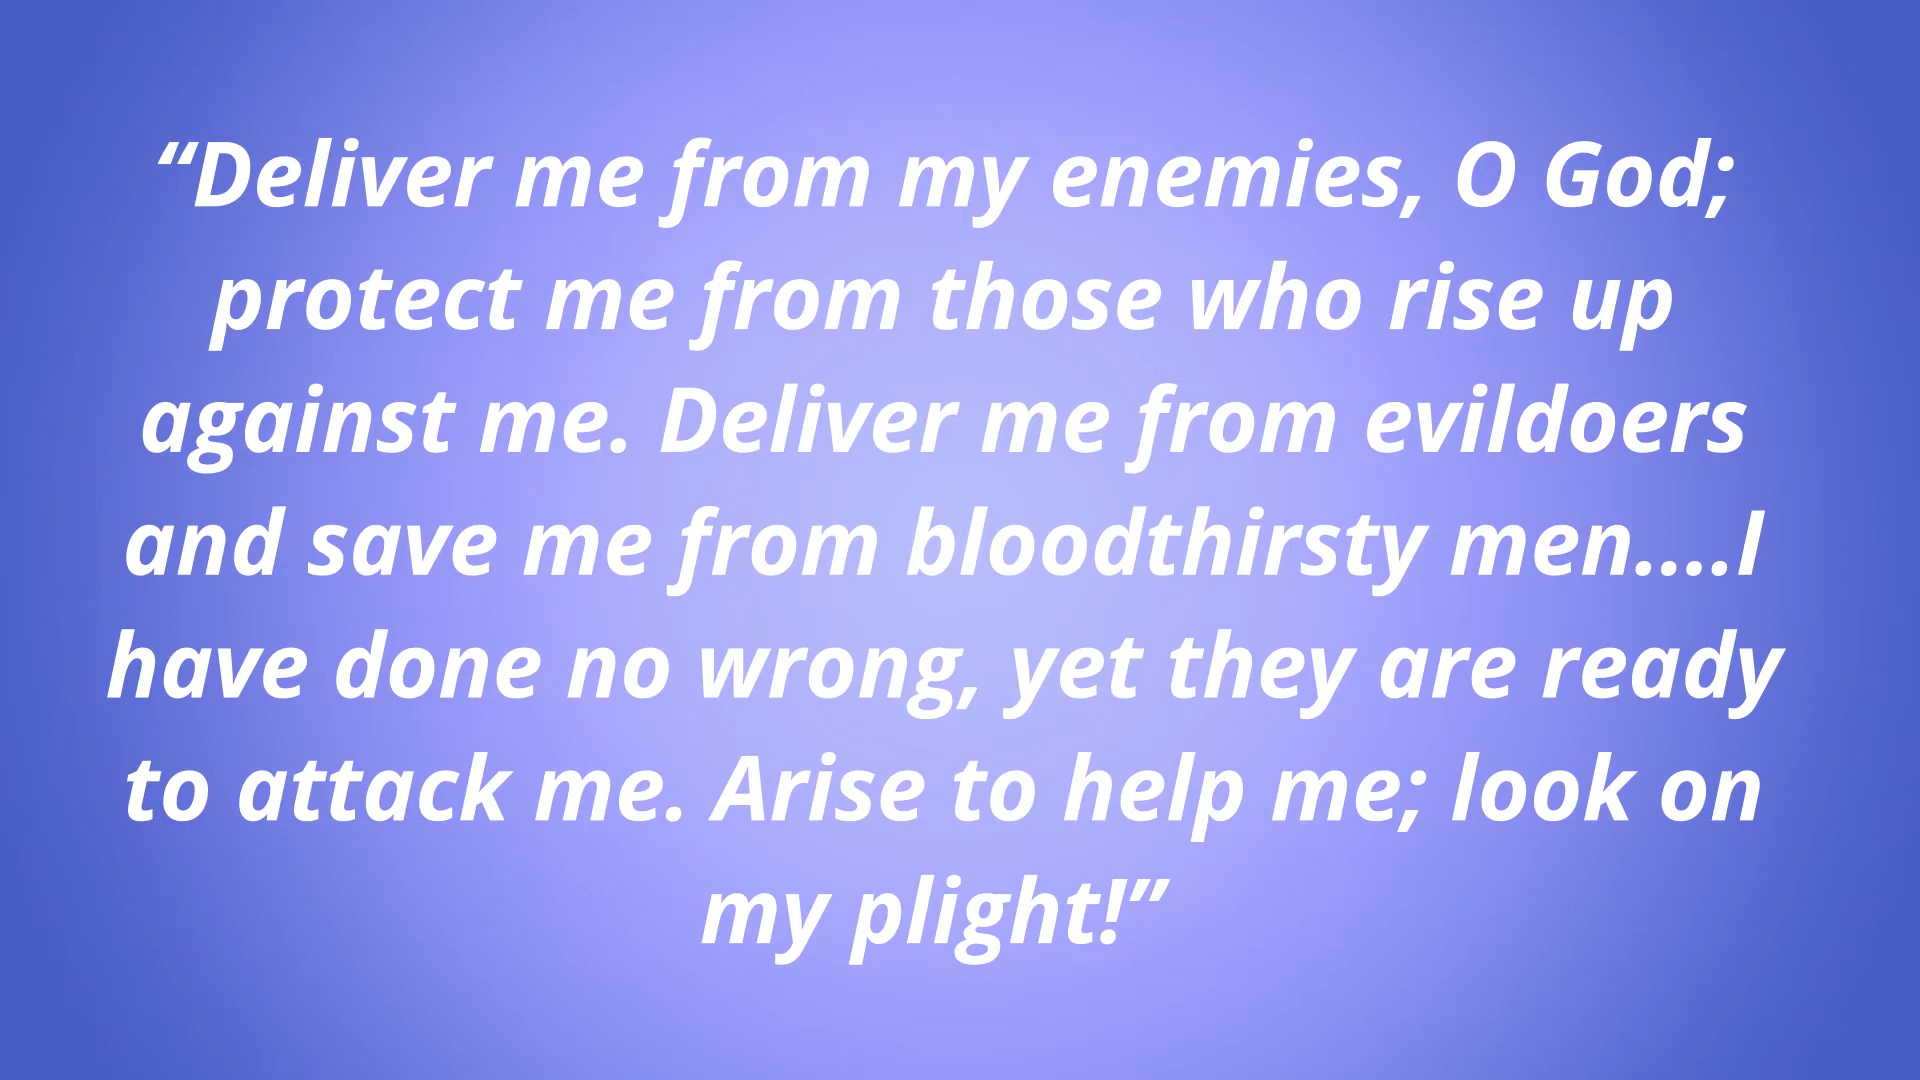 “Deliver me from my enemies, O God;
protect me from those who rise up
against me. Deliver me from evildoers
and save me from bloodthirsty men....I
have done no wrong, yet they are ready
to attack me. Arise to help me; look on
my plight!”